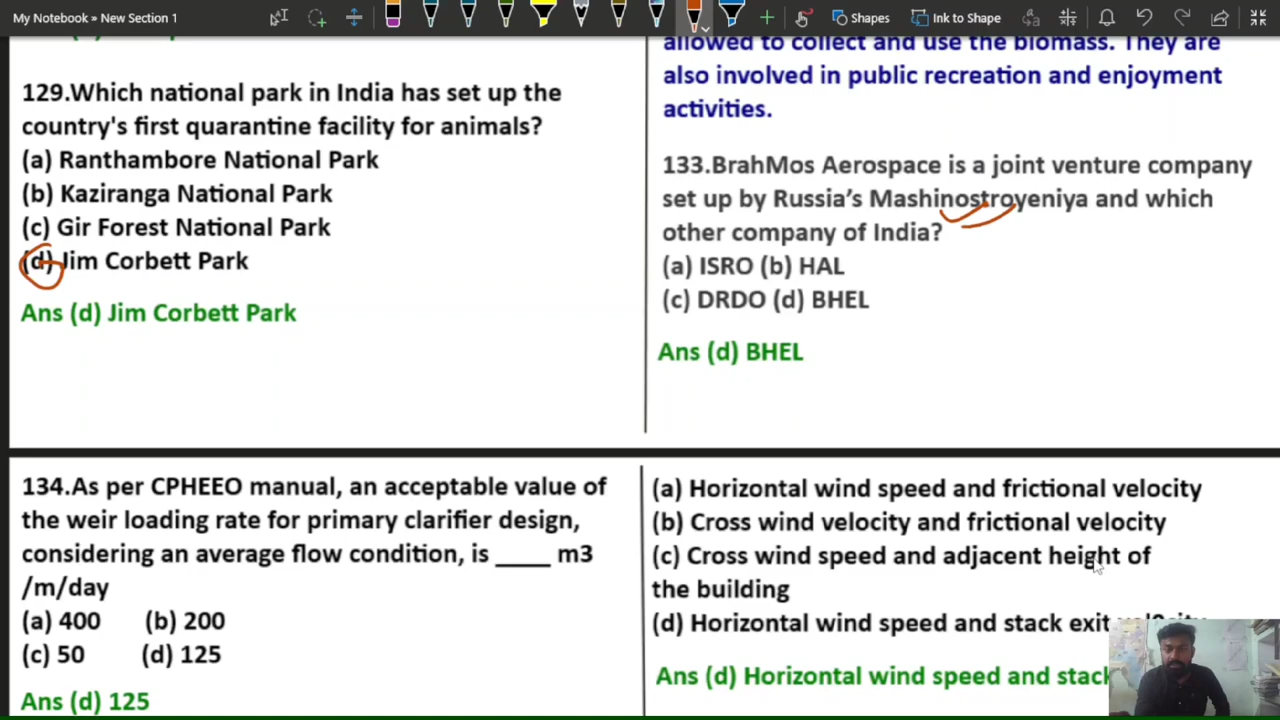 My Notebook » New Section 1
Shapes
Ink to Shape
129.Which national park in India has set up the
country's first quarantine facility for animals?
(a) Ranthambore National Park
(b) Kaziranga National Park
(c) Gir Forest National Park
(d) Jim Corbett Park
Ans (d) Jim Corbett Park
allowed to collect and use the biomass. They are
also involved in public recreation and enjoyment
activities.
133.BrahMos Aerospace is a joint venture company
set up by Russia’s Mashinostroyeniya and which
other company of India?
(a) ISRO (b) HAL
(c) DRDO (d) BHEL
Ans (d) BHEL
134.As per CPHEEO manual, an acceptable value of
the weir loading rate for primary clarifier design,
considering an average flow condition, is ____ m3
/m/day
(a) 400 (b) 200
(c) 50 (d) 125
Ans (d) 125
(a) Horizontal wind speed and frictional velocity
(b) Cross wind velocity and frictional velocity
(c) Cross wind speed and adjacent height of
the building
(d) Horizontal wind speed and stack exit
Ans (d) Horizontal wind speed and stack